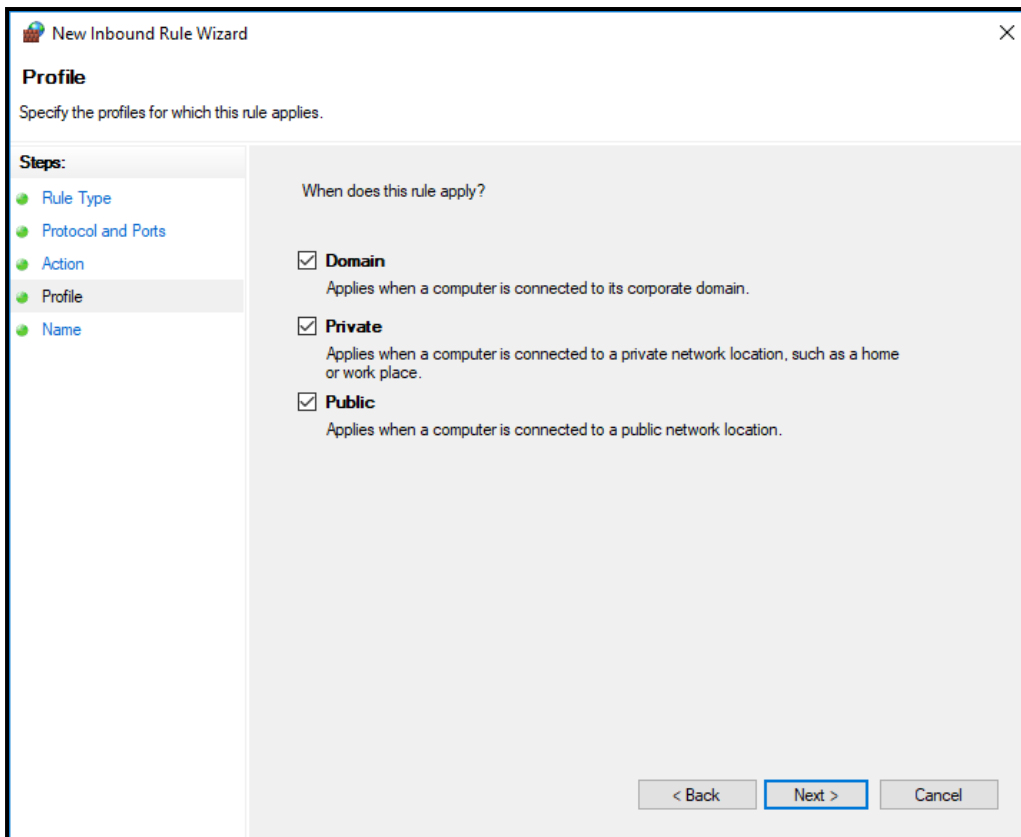 New Inbound Rule Wizard
Profile
Specify the profiles for which this rule applies.
Steps:
Rule Type
Protocol and Ports
Action
Profile
Name
When does this rule apply?
Domain
Applies when a computer is connected to its corporate domain.
Private
Applies when a computer is connected to a private network location, such as a home
or work place.
Public
Applies when a computer is connected to a public network location.
< Back
Next >
Cancel